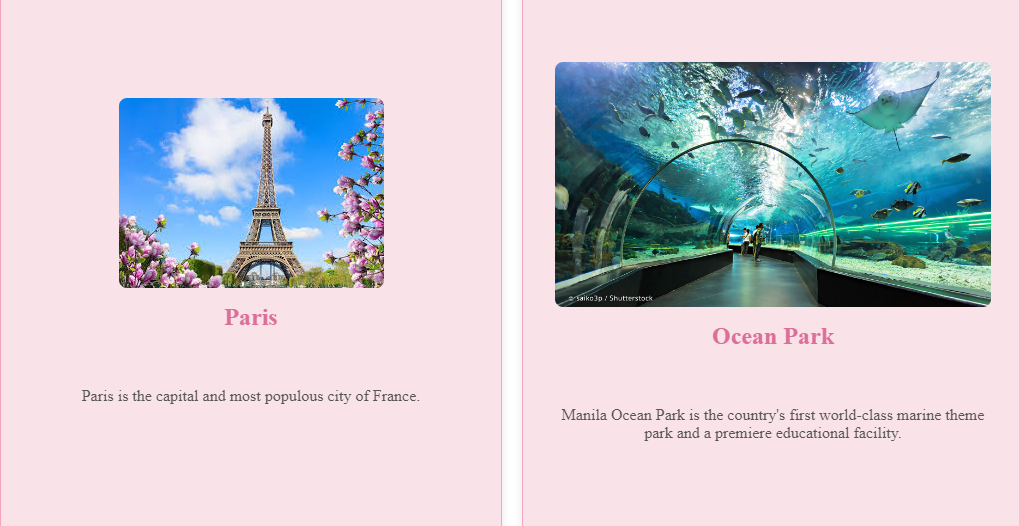 Paris
Paris is the capital and most populous city of France.
© saiko3p / Shutterstock
Ocean Park
Manila Ocean Park is the country's first world-class marine theme
park and a premiere educational facility.